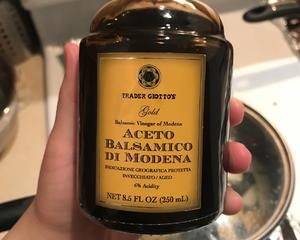 TRADER GIOTTO'S
Gold
Balsamic Vinegar of Modena
ACETO
BALSAMICO
DI MODENA
INDICAZIONE GEOGRAFICA PROTETTA
INVECCHIATO / AGED
6% Acidity
NET 8.5 FL OZ (250 mL)